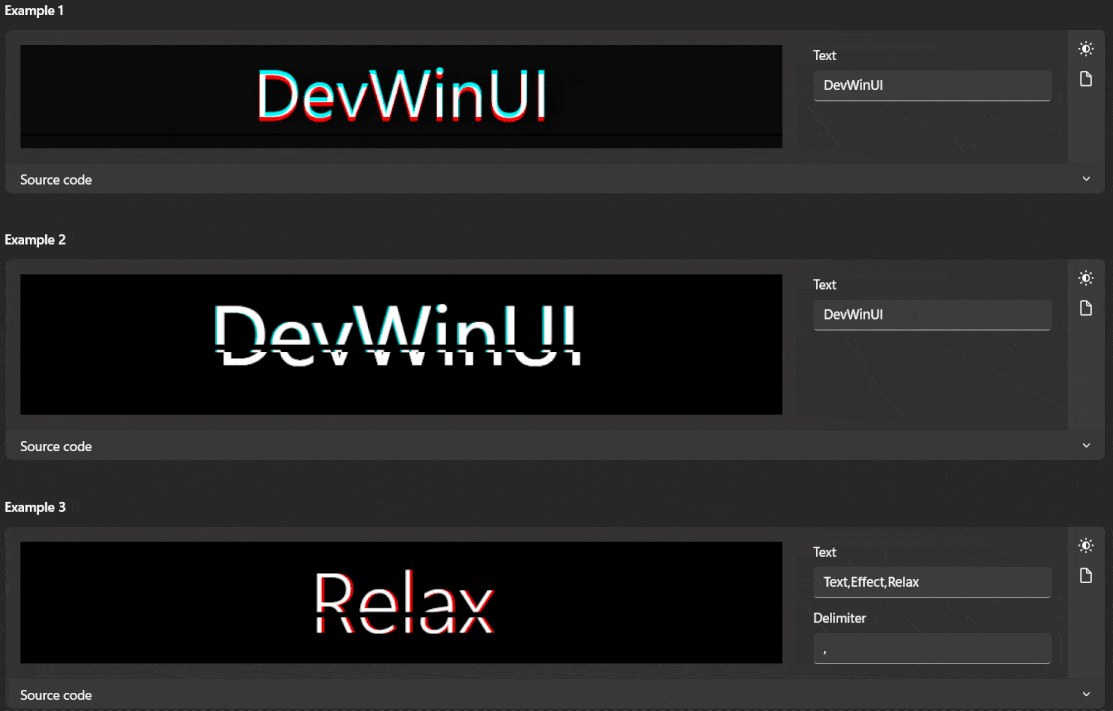 Example 1
DevWinUI
Text
DevWinUI
Source code
Example 2
DevWinUI
Text
DevWinUI
Source code
Example 3
Relax
Text
Text,Effect,Relax
Delimiter
,
Source code